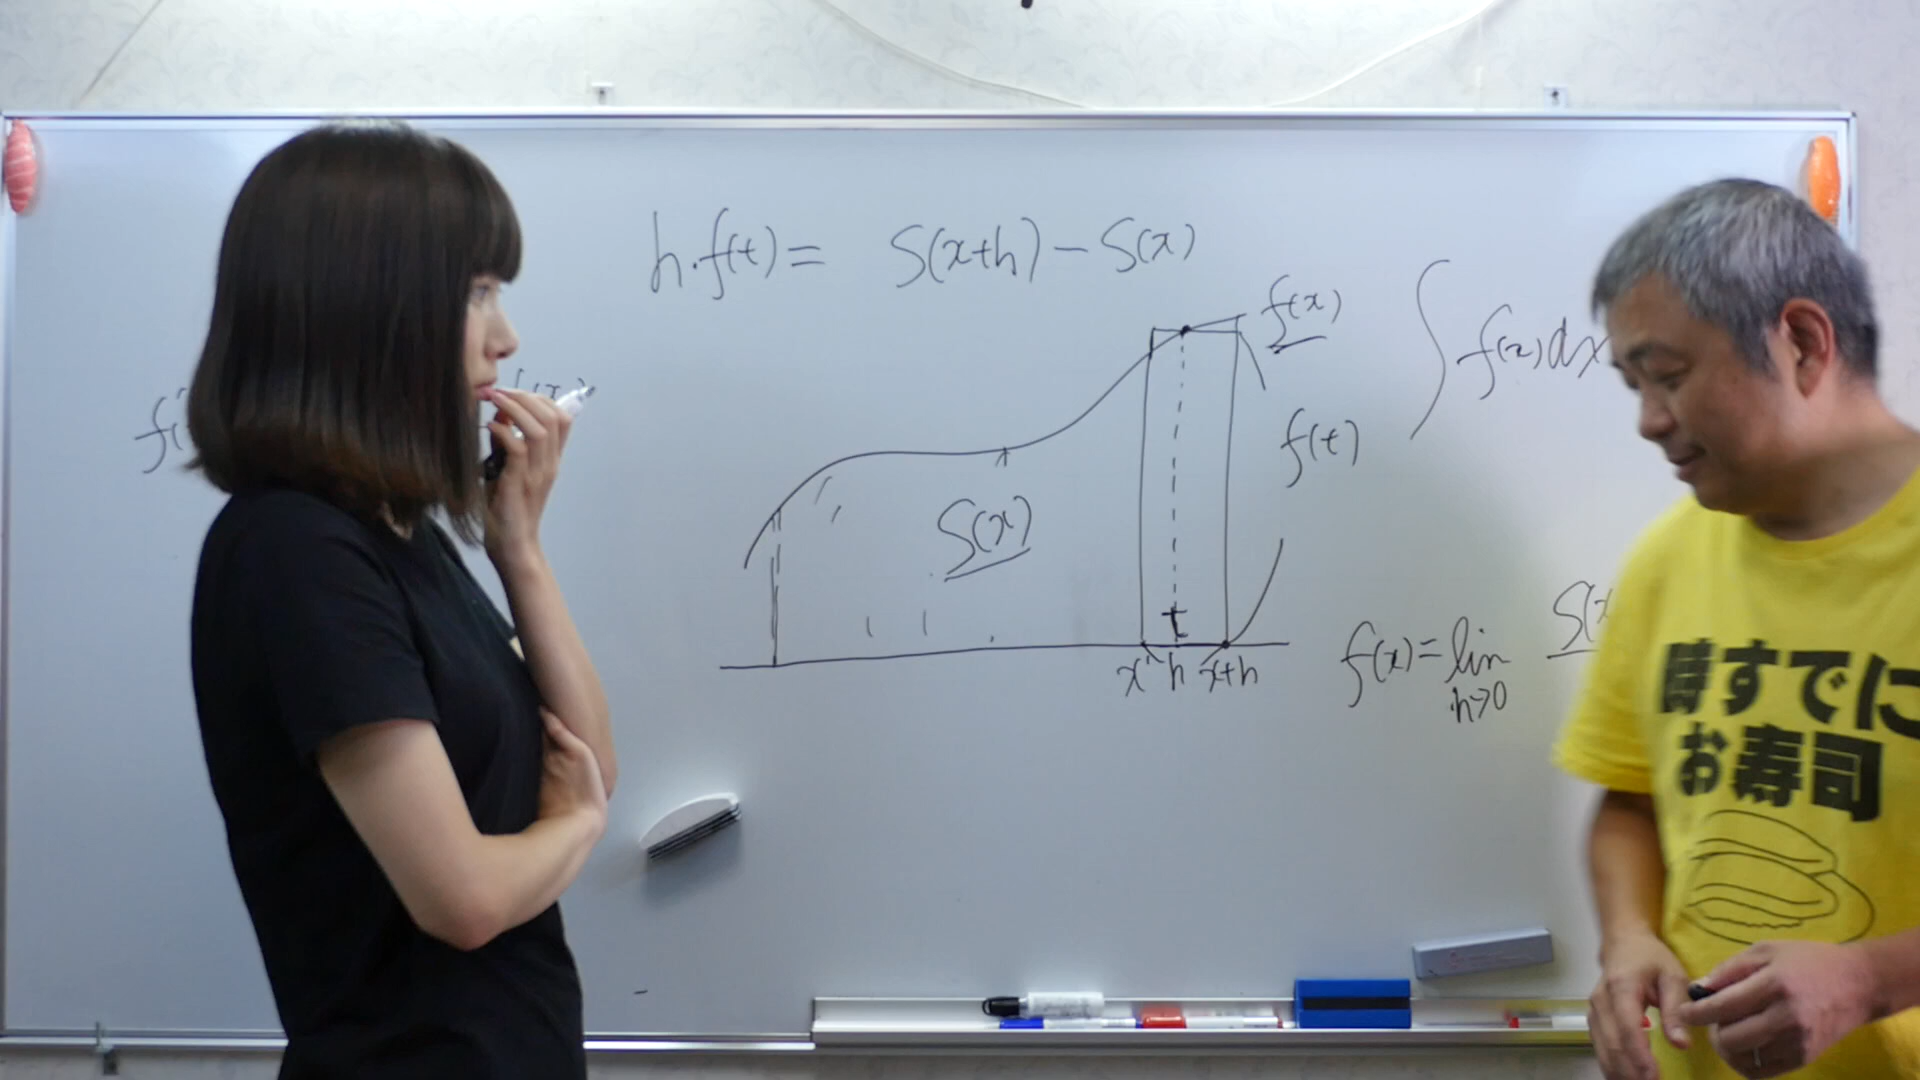 h·f(t) = S(x+h) − S(x)
f(x)
∫f(x)dx
f(
(x)
f(t)
S(x)
t
x h x+h
f(x) = lim S(x
h→0
時すでに
お寿司